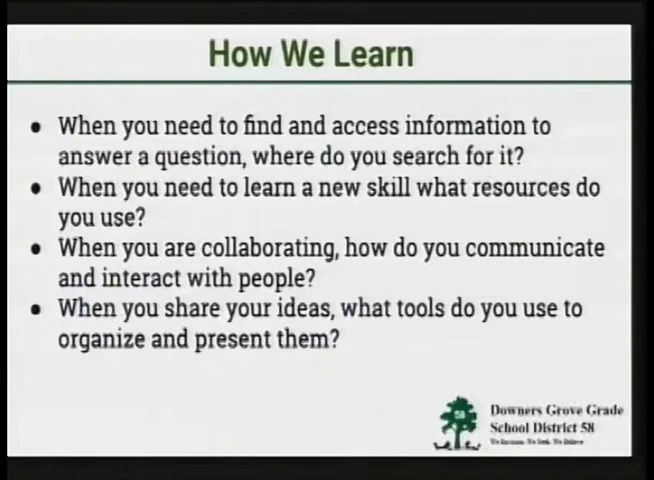 How We Learn
● When you need to find and access information to
answer a question, where do you search for it?
● When you need to learn a new skill what resources do
you use?
● When you are collaborating, how do you communicate
and interact with people?
● When you share your ideas, what tools do you use to
organize and present them?
58
Downers Grove Grade
School District 58